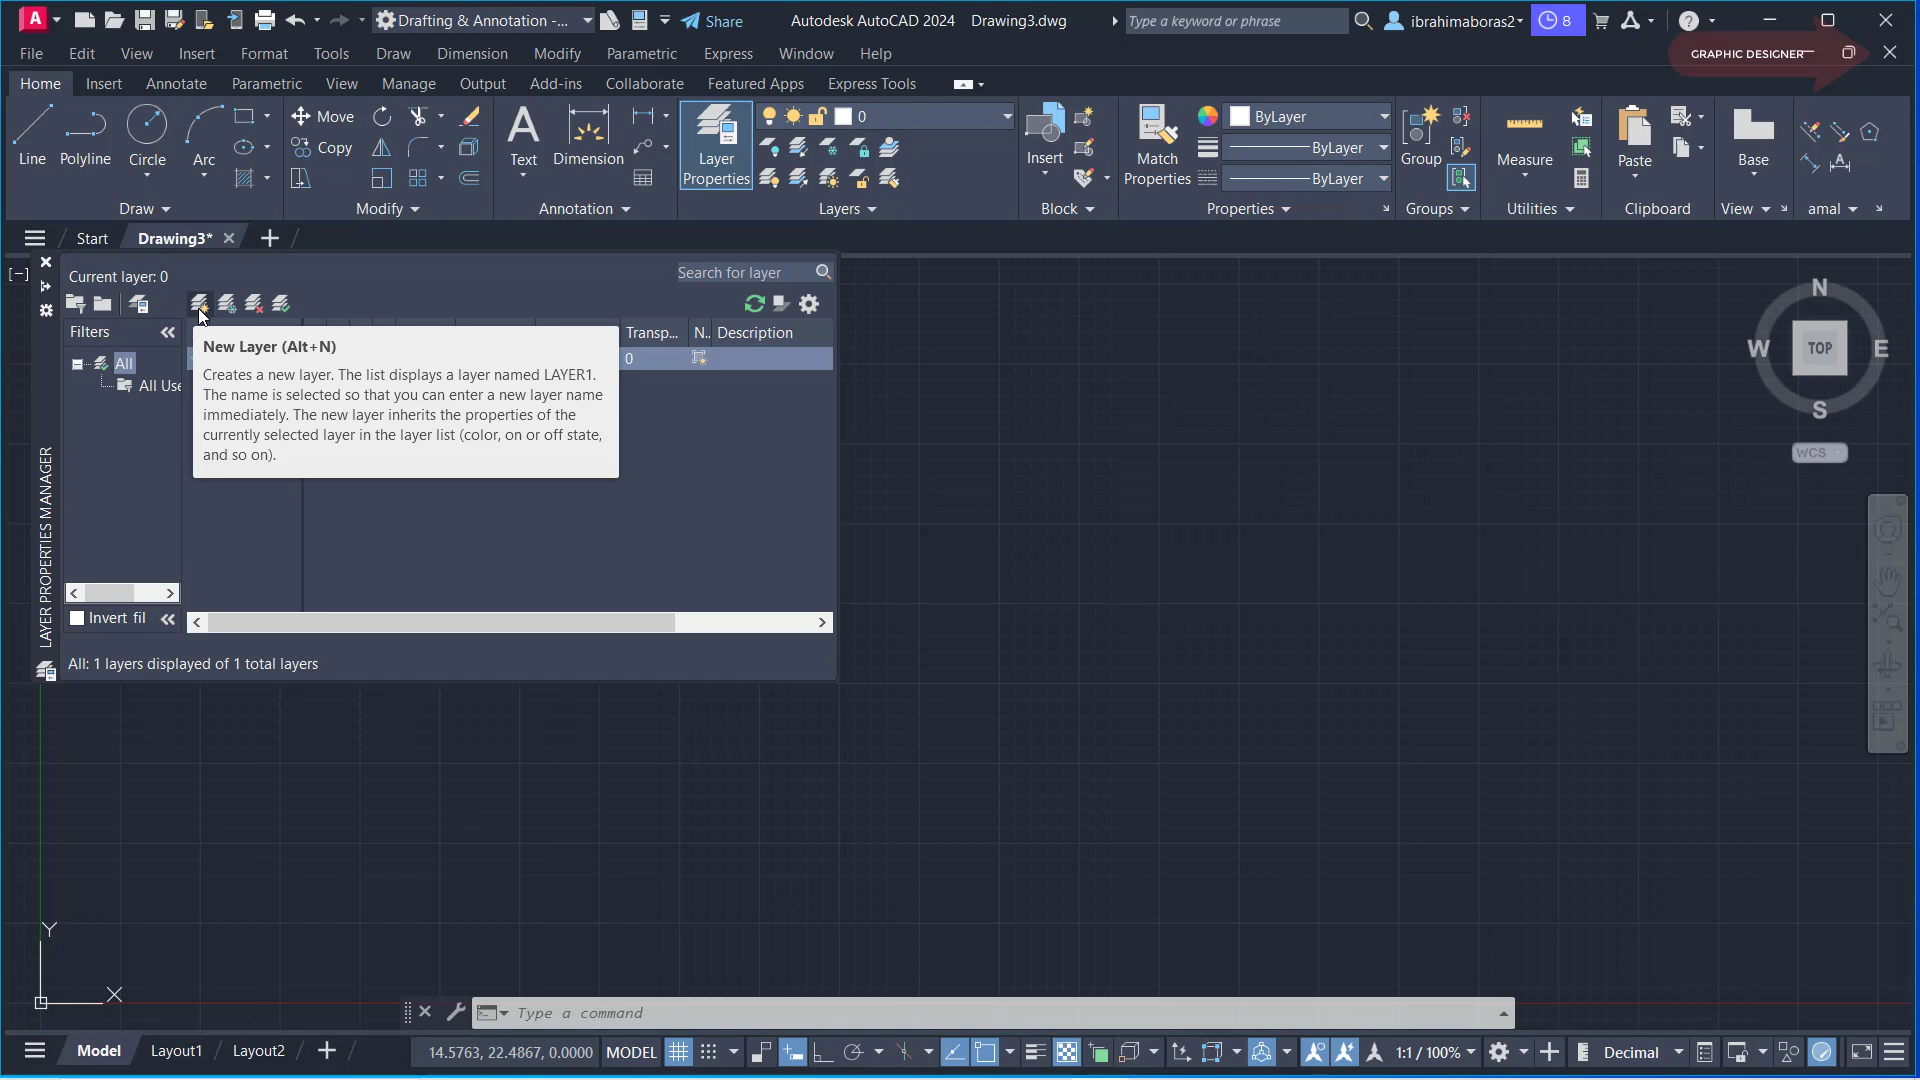 Drafting & Annotation -...
Share
Autodesk AutoCAD 2024 Drawing3.dwg
Type a keyword or phrase
ibrahimaboras2
8
File Edit View Insert Format Tools Draw Dimension Modify Parametric Express Window Help
GRAPHIC DESIGNER
Home Insert Annotate Parametric View Manage Output Add-ins Collaborate Featured Apps Express Tools
Line Polyline Circle Arc
Move
Copy
Text Dimension
Layer
Properties
0
Insert
Match
Properties
ByLayer
ByLayer
ByLayer
Group
Measure
Paste
Base
Draw Modify Annotation Layers Block Properties Groups Utilities Clipboard View amal
Start Drawing3*
[−]
Current layer: 0
Search for layer
Filters
Transp... N.. Description
All
All Use
0
New Layer (Alt+N)
Creates a new layer. The list displays a layer named LAYER1.
The name is selected so that you can enter a new layer name
immediately. The new layer inherits the properties of the
currently selected layer in the layer list (color, on or off state,
and so on).
Invert fil
LAYER PROPERTIES MANAGER
All: 1 layers displayed of 1 total layers
N
W TOP E
S
WCS
Y
X
Type a command
Model Layout1 Layout2
14.5763, 22.4867, 0.0000 MODEL
1:1 / 100%
Decimal